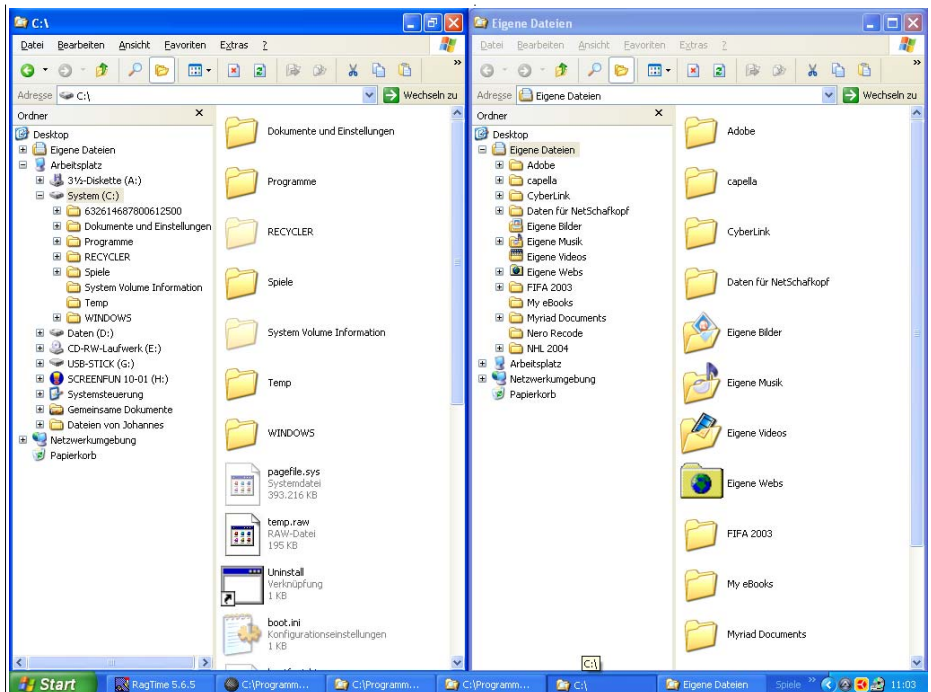 C:\
Datei Bearbeiten Ansicht Favoriten Extras ?
Adresse C:\ Wechseln zu
Ordner
Desktop
Eigene Dateien
Arbeitsplatz
3½-Diskette (A:)
System (C:)
632614687800612500
Dokumente und Einstellungen
Programme
RECYCLER
Spiele
System Volume Information
Temp
WINDOWS
Daten (D:)
CD-RW-Laufwerk (E:)
USB-STICK (G:)
SCREENFUN 10-01 (H:)
Systemsteuerung
Gemeinsame Dokumente
Dateien von Johannes
Netzwerkumgebung
Papierkorb
Dokumente und Einstellungen
Programme
RECYCLER
Spiele
System Volume Information
Temp
WINDOWS
pagefile.sys
Systemdatei
393.216 KB
temp.raw
RAW-Datei
195 KB
Uninstall
Verknüpfung
1 KB
boot.ini
Konfigurationseinstellungen
1 KB
Eigene Dateien
Datei Bearbeiten Ansicht Favoriten Extras ?
Adresse Eigene Dateien Wechseln zu
Ordner
Desktop
Eigene Dateien
Adobe
capella
CyberLink
Daten für NetSchafkopf
Eigene Bilder
Eigene Musik
Eigene Videos
Eigene Webs
FIFA 2003
My eBooks
Myriad Documents
Nero Recode
NHL 2004
Arbeitsplatz
Netzwerkumgebung
Papierkorb
Adobe
capella
CyberLink
Daten für NetSchafkopf
Eigene Bilder
Eigene Musik
Eigene Videos
Eigene Webs
FIFA 2003
My eBooks
Myriad Documents
C:\
Start RagTime 5.6.5 C:\Programm... C:\Programm... C:\Programm... C:\ Eigene Dateien Spiele 11:03